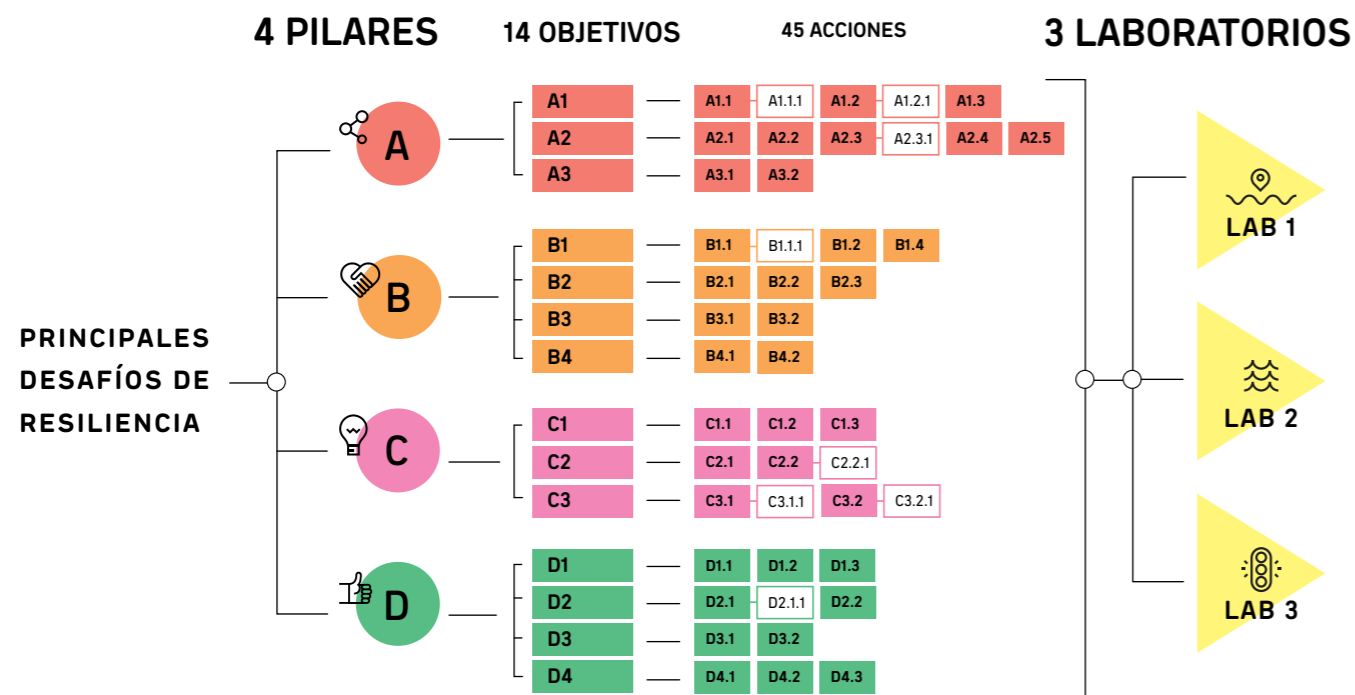 4 PILARES 14 OBJETIVOS 45 ACCIONES 3 LABORATORIOS
PRINCIPALES
DESAFÍOS DE
RESILIENCIA
A
A1 A1.1 A1.1.1 A1.2 A1.2.1 A1.3
A2 A2.1 A2.2 A2.3 A2.3.1 A2.4 A2.5
A3 A3.1 A3.2
B
B1 B1.1 B1.1.1 B1.2 B1.4
B2 B2.1 B2.2 B2.3
B3 B3.1 B3.2
B4 B4.1 B4.2
C
C1 C1.1 C1.2 C1.3
C2 C2.1 C2.2 C2.2.1
C3 C3.1 C3.1.1 C3.2 C3.2.1
D
D1 D1.1 D1.2 D1.3
D2 D2.1 D2.1.1 D2.2
D3 D3.1 D3.2
D4 D4.1 D4.2 D4.3
LAB 1
LAB 2
LAB 3